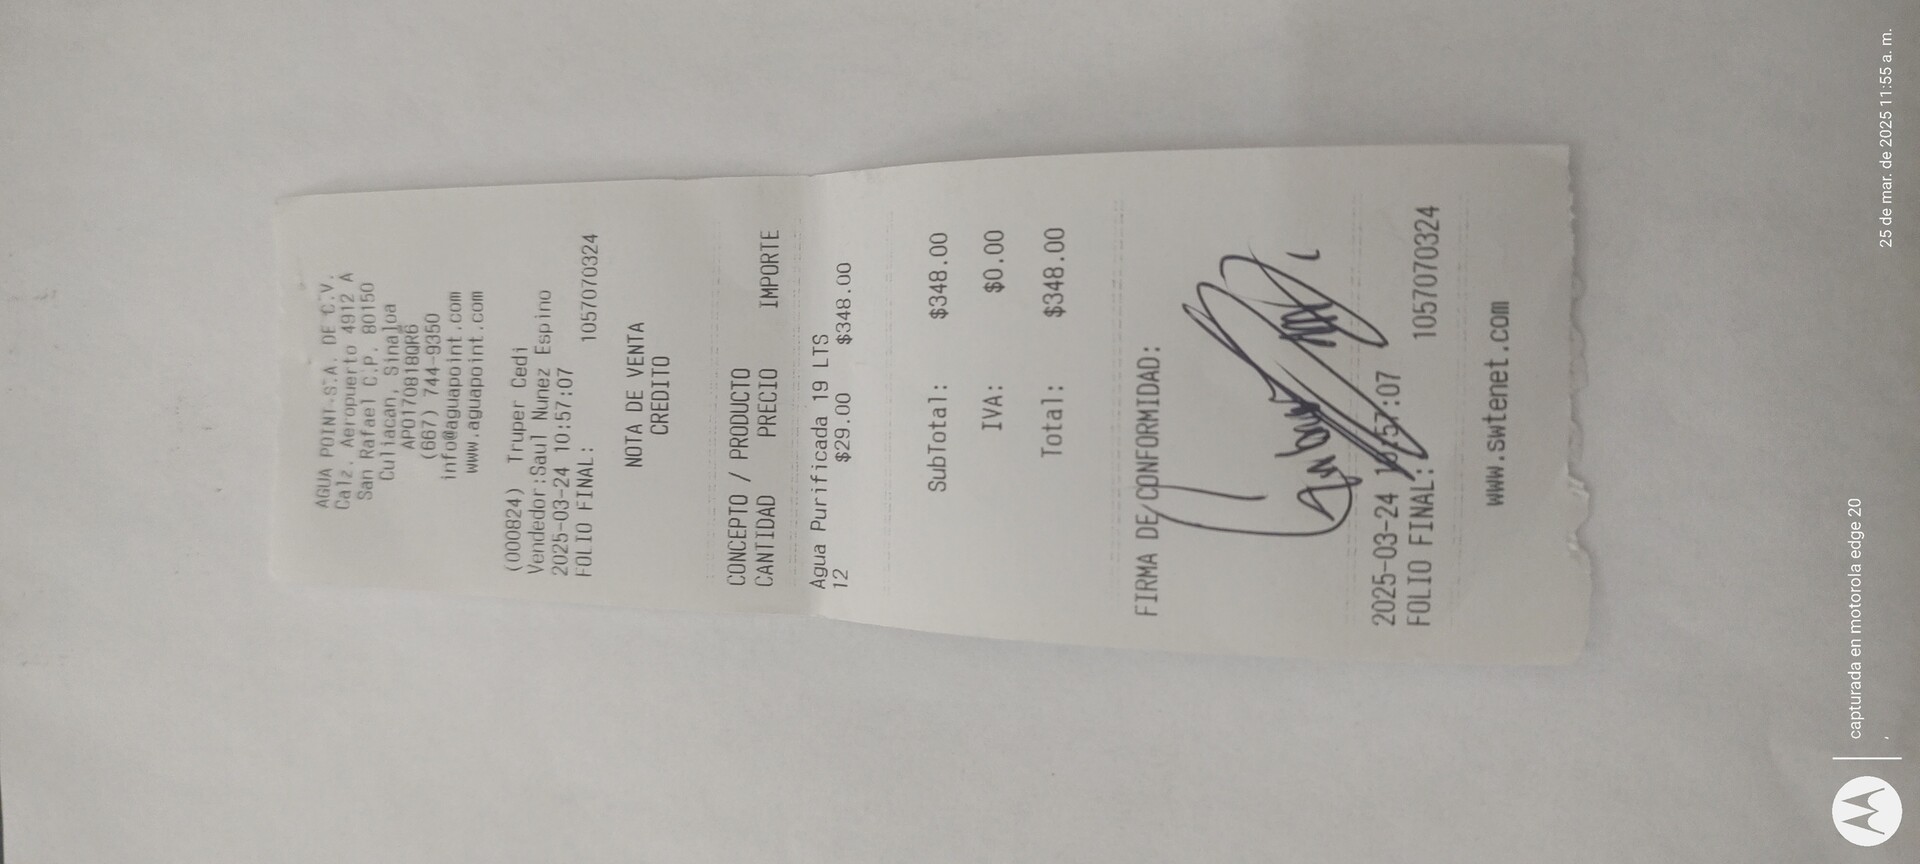 AGUA POINT S.A. DE C.V.
Calz. Aeropuerto 4912 A
San Rafael C.P. 80150
Culiacan, Sinaloa
APO170818QR6
(667) 744-9350
info@aguapoint.com
www.aguapoint.com
(000824) Truper Cedi
Vendedor:Saul Nunez Espino
2025-03-24 10:57:07
FOLIO FINAL: 1057070324
NOTA DE VENTA
CREDITO
CONCEPTO / PRODUCTO
CANTIDAD PRECIO IMPORTE
Agua Purificada 19 LTS
12 $29.00 $348.00
SubTotal: $348.00
IVA: $0.00
Total: $348.00
FIRMA DE CONFORMIDAD:
2025-03-24 10:57:07
FOLIO FINAL: 1057070324
www.swtenet.com
capturada en motorola edge 20
25 de mar. de 2025 11:55 a. m.